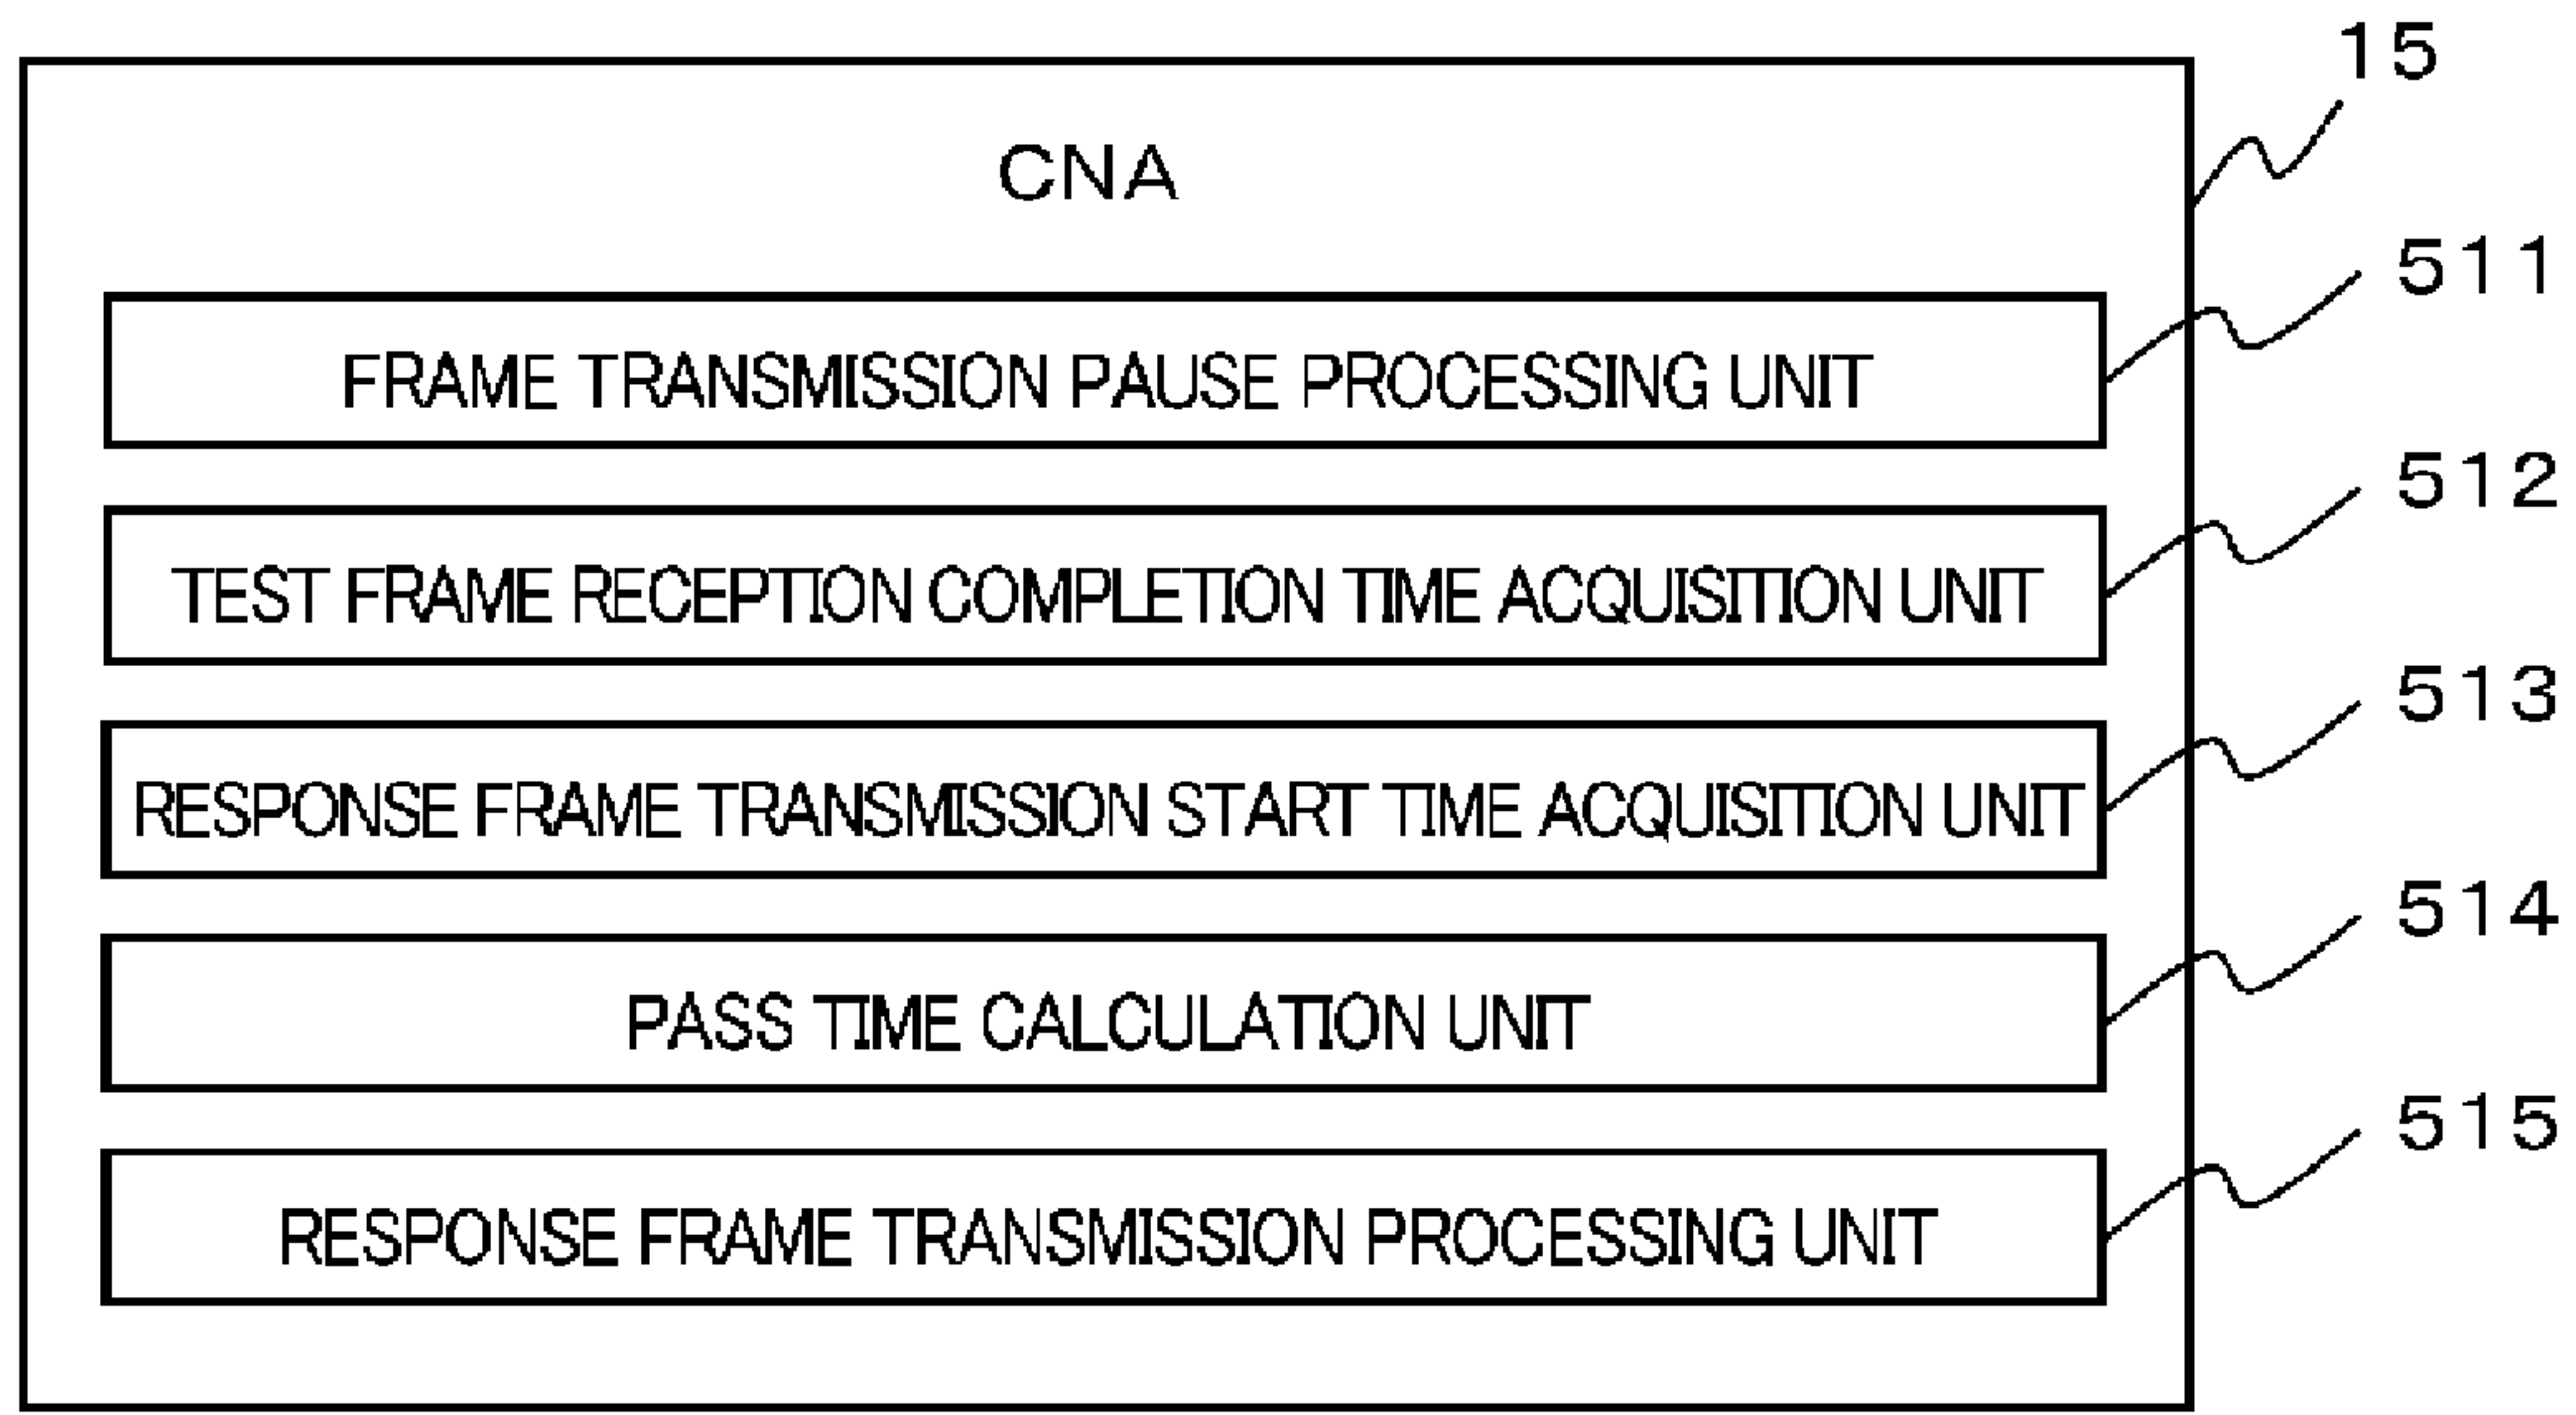 15
CNA
511
FRAME TRANSMISSION PAUSE PROCESSING UNIT
512
TEST FRAME RECEPTION COMPLETION TIME ACQUISITION UNIT
513
RESPONSE FRAME TRANSMISSION START TIME ACQUISITION UNIT
514
PASS TIME CALCULATION UNIT
515
RESPONSE FRAME TRANSMISSION PROCESSING UNIT